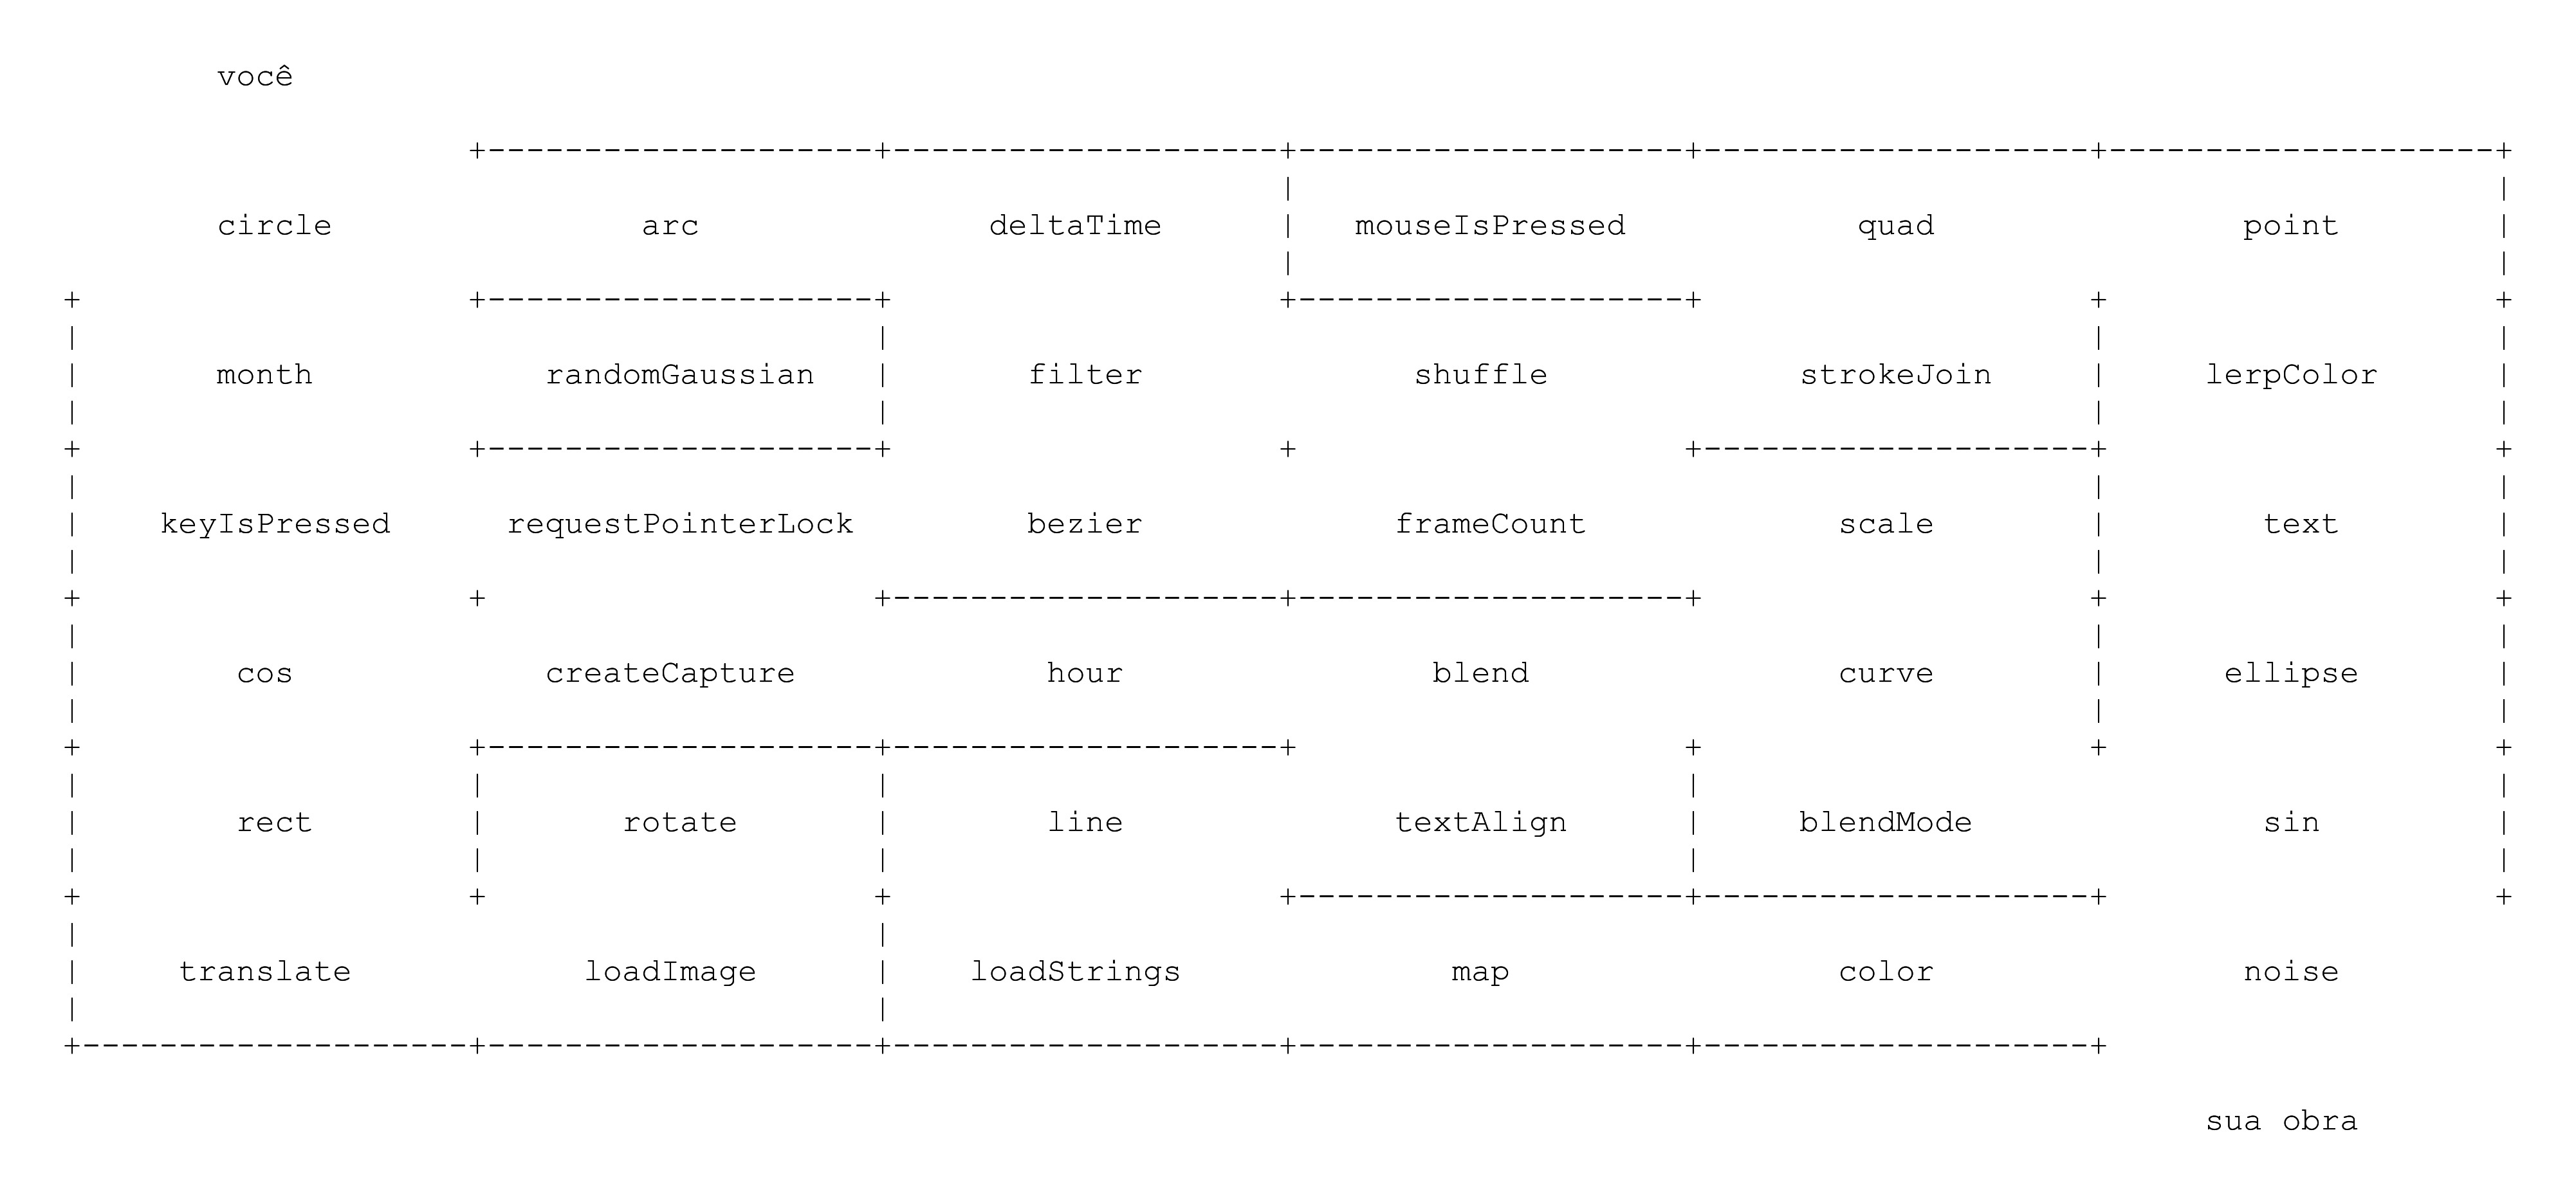 você
circle arc deltaTime mouseIsPressed quad point
month randomGaussian filter shuffle strokeJoin lerpColor
keyIsPressed requestPointerLock bezier frameCount scale text
cos createCapture hour blend curve ellipse
rect rotate line textAlign blendMode sin
translate loadImage loadStrings map color noise
sua obra